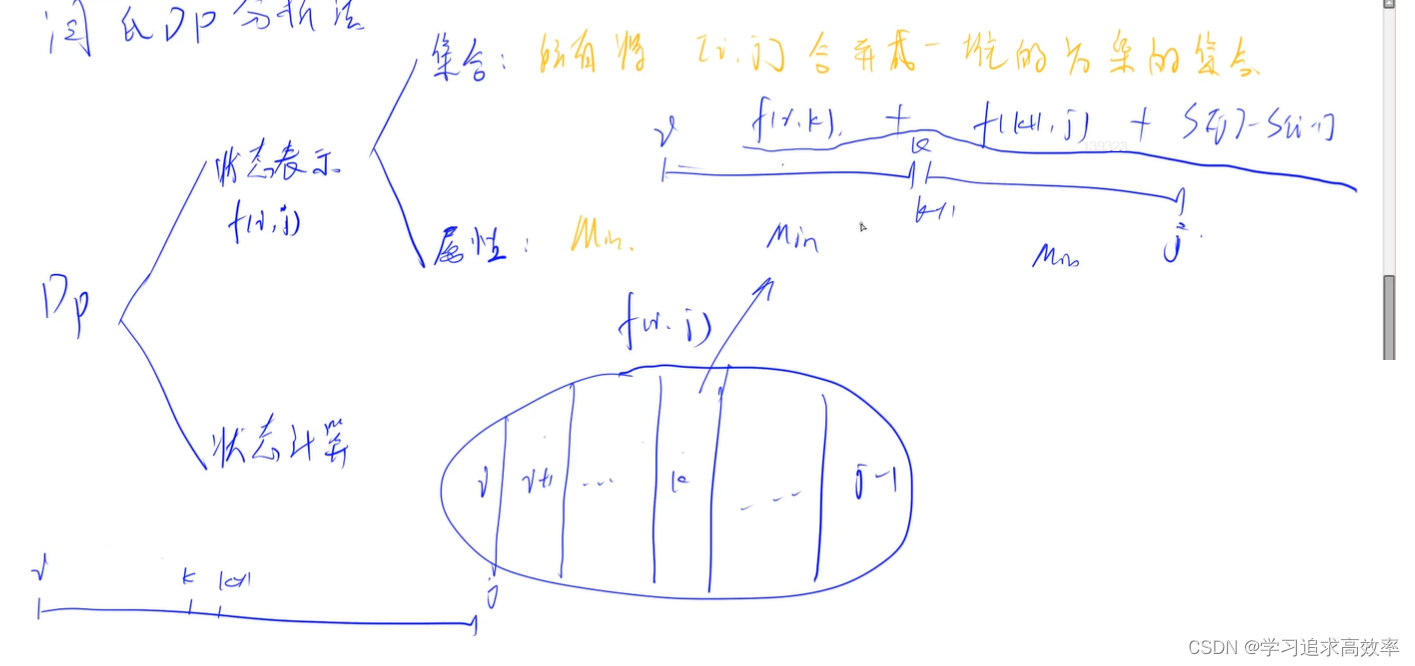 闫氏DP分析法
集合: 所有将 [i,j] 合并成一堆的方案的集合
f(i,k) + f(k+1,j) + S[j]-S[i-1]
i
k
k+1
j
状态表示
f(i,j)
属性: Min.
Min
Min
DP
f(i,j)
状态计算
i
i+1
...
k
...
j-1
i
k
k+1
j
139323
CSDN @学习追求高效率